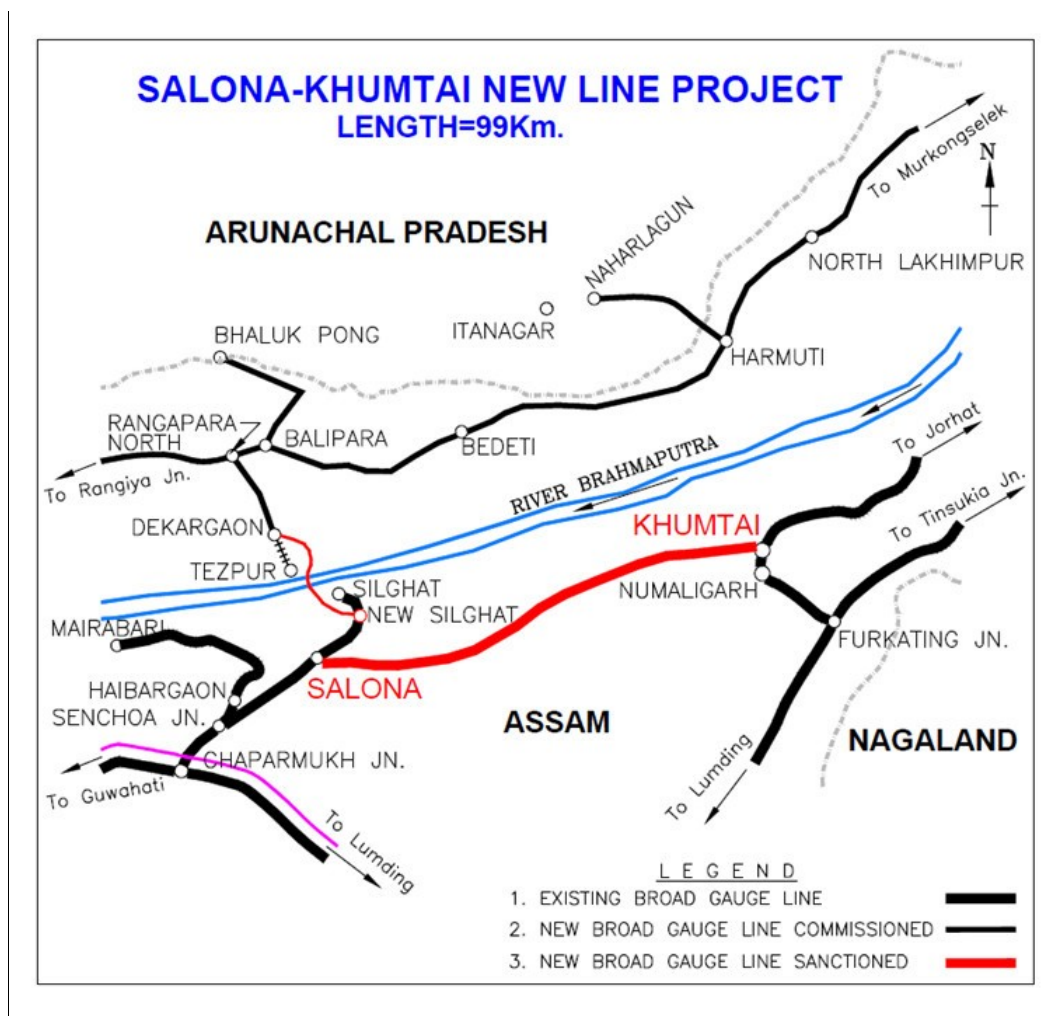 SALONA-KHUMTAI NEW LINE PROJECT
LENGTH=99Km.
To Murkongselek
N
ARUNACHAL PRADESH
NAHARLAGUN
NORTH LAKHIMPUR
ITANAGAR
BHALUK PONG
HARMUTI
RANGAPARA
NORTH
BALIPARA
BEDETI
To Rangiya Jn.
RIVER BRAHMAPUTRA
To Jorhat
To Tinsukia Jn.
DEKARGAON
KHUMTAI
TEZPUR
SILGHAT
NUMALIGARH
NEW SILGHAT
MAIRABARI
FURKATING JN.
HAIBARGAON
SALONA
SENCHOA JN.
ASSAM
NAGALAND
CHAPARMUKH JN.
To Guwahati
To Lumding
To Lumding
LEGEND
1. EXISTING BROAD GAUGE LINE
2. NEW BROAD GAUGE LINE COMMISSIONED
3. NEW BROAD GAUGE LINE SANCTIONED